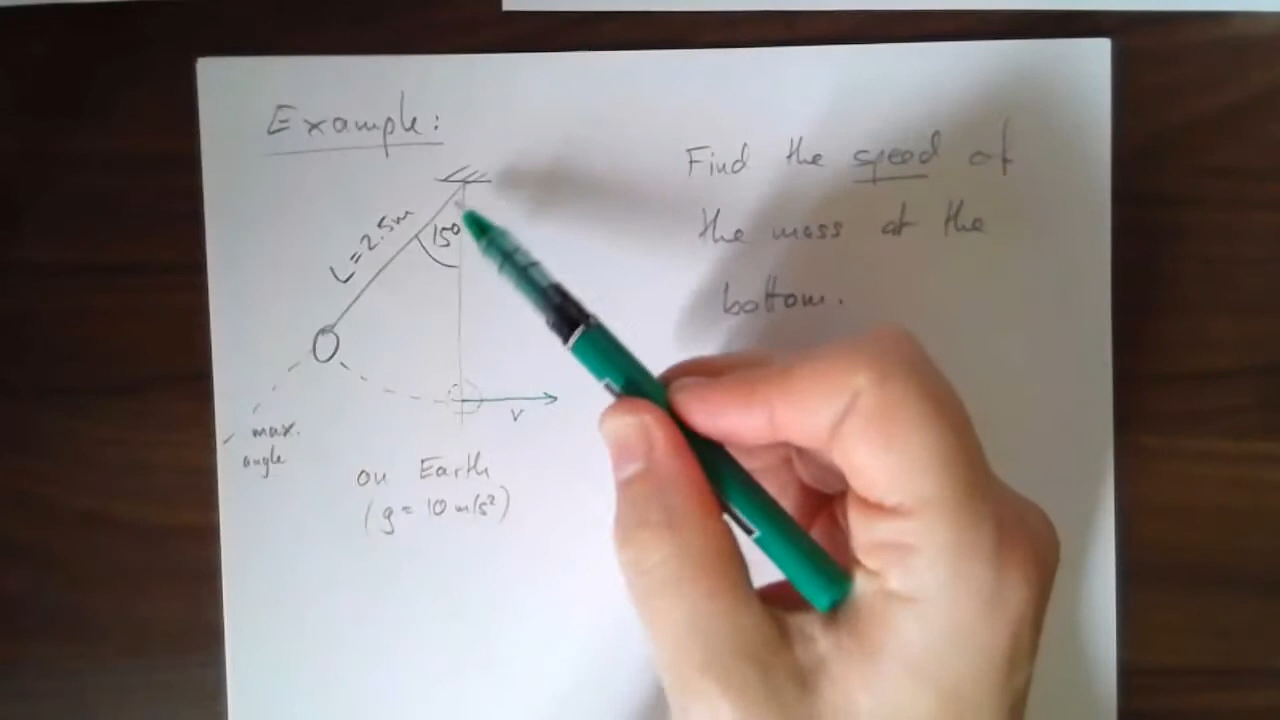 Example:
L=2.5m
15°
v
max.
angle
on Earth
(g = 10 m/s²)
Find the speed of
the mass at the
bottom.